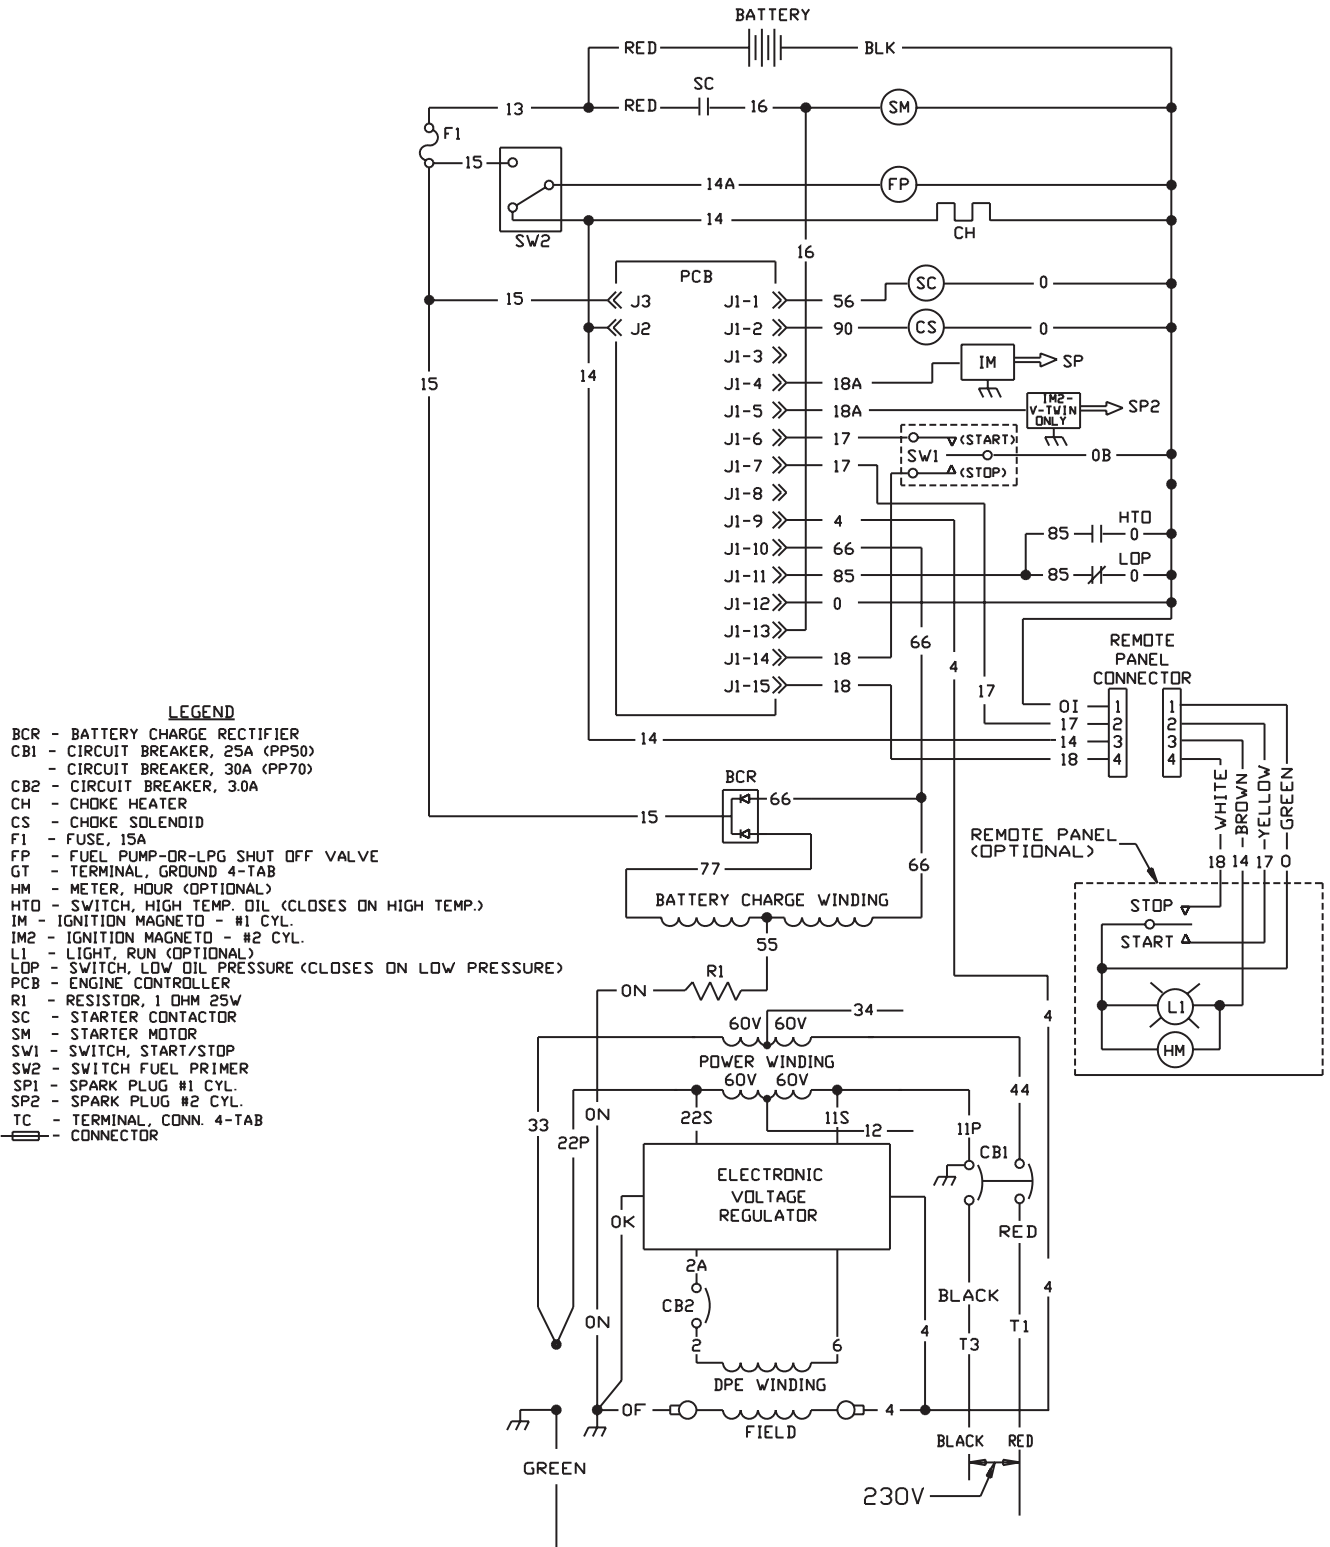 BATTERY
RED
BLK
SC
13
RED
16
SM
F1
15
14A
FP
14
CH
SW2
16
PCB
15
J3
J2
15
14
J1-1
56
SC
0
J1-2
90
CS
0
J1-3
IM
SP
J1-4
18A
J1-5
18A
IM2-
V-TWIN
ONLY
SP2
J1-6
17
(START)
SW1
0B
J1-7
17
(STOP)
J1-8
J1-9
4
HTO
85
0
J1-10
66
LOP
J1-11
85
85
0
J1-12
0
J1-13
J1-14
18
J1-15
18
66
4
17
REMOTE
PANEL
CONNECTOR
OI
1
1
17
2
2
14
14
3
3
18
4
4
WHITE
BROWN
YELLOW
GREEN
18
14
17
0
LEGEND
BCR - BATTERY CHARGE RECTIFIER
CB1 - CIRCUIT BREAKER, 25A (PP50)
- CIRCUIT BREAKER, 30A (PP70)
CB2 - CIRCUIT BREAKER, 3.0A
CH - CHOKE HEATER
CS - CHOKE SOLENOID
F1 - FUSE, 15A
FP - FUEL PUMP-OR-LPG SHUT OFF VALVE
GT - TERMINAL, GROUND 4-TAB
HM - METER, HOUR (OPTIONAL)
HTO - SWITCH, HIGH TEMP. OIL (CLOSES ON HIGH TEMP.)
IM - IGNITION MAGNETO - #1 CYL.
IM2 - IGNITION MAGNETO - #2 CYL.
L1 - LIGHT, RUN (OPTIONAL)
LOP - SWITCH, LOW OIL PRESSURE (CLOSES ON LOW PRESSURE)
PCB - ENGINE CONTROLLER
R1 - RESISTOR, 1 OHM 25W
SC - STARTER CONTACTOR
SM - STARTER MOTOR
SW1 - SWITCH, START/STOP
SW2 - SWITCH FUEL PRIMER
SP1 - SPARK PLUG #1 CYL.
SP2 - SPARK PLUG #2 CYL.
TC - TERMINAL, CONN. 4-TAB
- CONNECTOR
BCR
66
15
77
66
BATTERY CHARGE WINDING
55
R1
0N
REMOTE PANEL
(OPTIONAL)
STOP
START
L1
HM
34
60V 60V
POWER WINDING
60V 60V
4
44
33
22P
0N
22S
11S
12
11P
CB1
ELECTRONIC
VOLTAGE
REGULATOR
0K
RED
2A
CB2
BLACK
4
0N
2
6
4
T3
T1
DPE WINDING
0F
4
FIELD
BLACK
RED
GREEN
230V